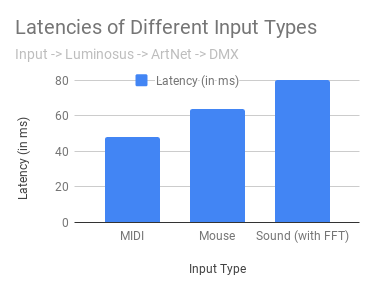 Latencies of Different Input Types
Input -> Luminosus -> ArtNet -> DMX
Latency (in ms)
80
60
40
20
0
Latency (in ms)
MIDI Mouse Sound (with FFT)
Input Type